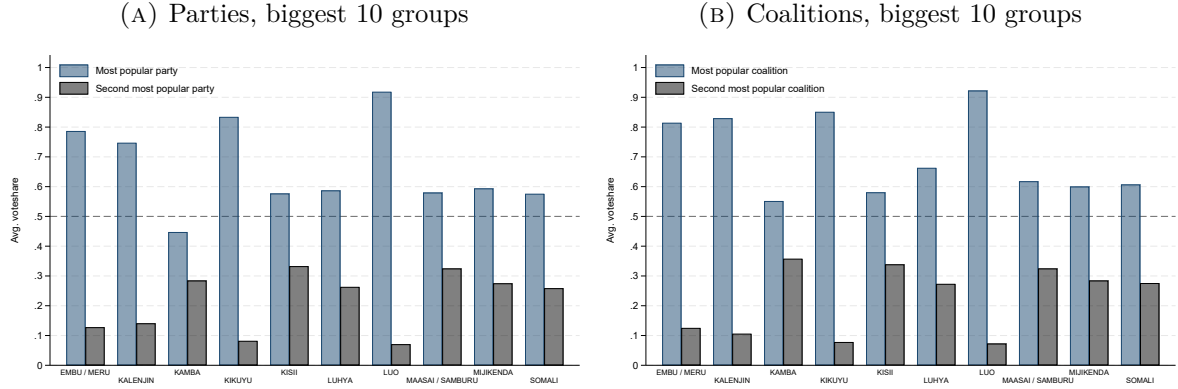 (A) Parties, biggest 10 groups
Most popular party
Second most popular party
Avg. voteshare
1
.9
.8
.7
.6
.5
.4
.3
.2
.1
0
EMBU / MERU
KALENJIN
KAMBA
KIKUYU
KISII
LUHYA
LUO
MAASAI / SAMBURU
MIJIKENDA
SOMALI
(B) Coalitions, biggest 10 groups
Most popular coalition
Second most popular coalition
Avg. voteshare
1
.9
.8
.7
.6
.5
.4
.3
.2
.1
0
EMBU / MERU
KALENJIN
KAMBA
KIKUYU
KISII
LUHYA
LUO
MAASAI / SAMBURU
MIJIKENDA
SOMALI